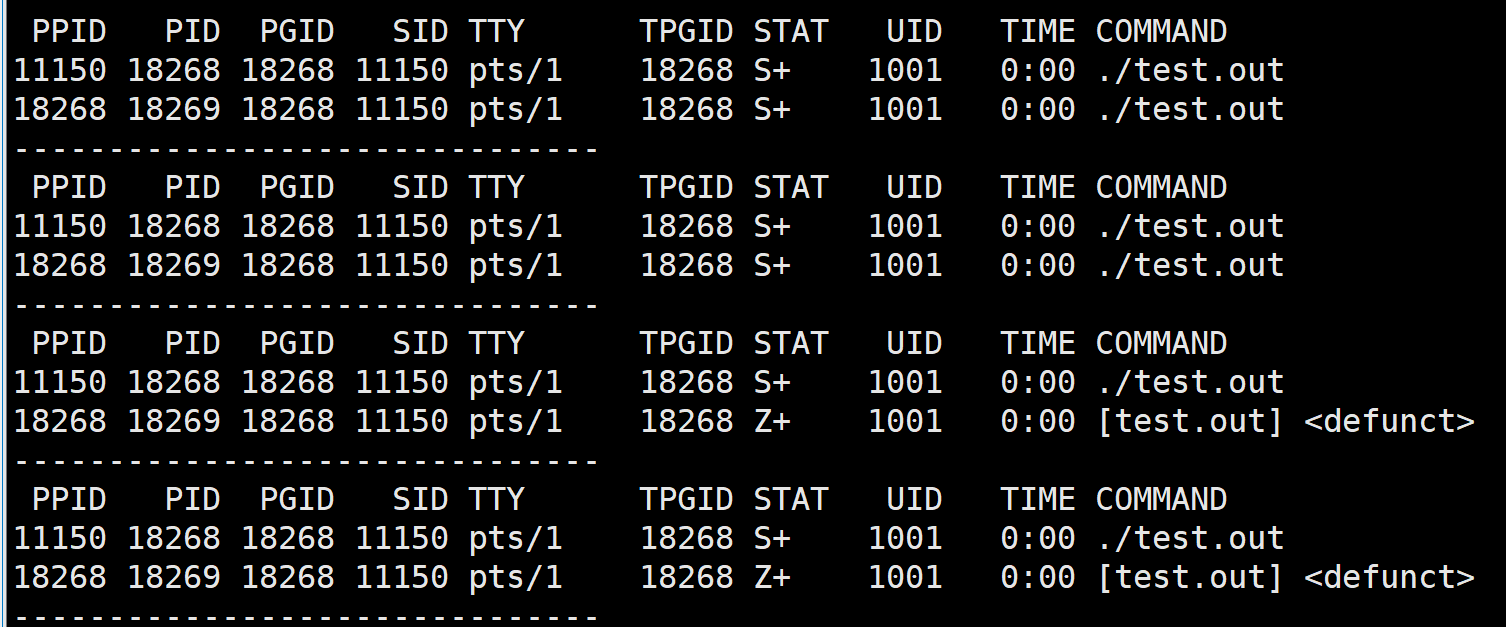 PPID   PID  PGID   SID TTY      TPGID STAT   UID   TIME COMMAND
11150 18268 18268 11150 pts/1    18268 S+    1001   0:00 ./test.out
18268 18269 18268 11150 pts/1    18268 S+    1001   0:00 ./test.out
-------------------------------
 PPID   PID  PGID   SID TTY      TPGID STAT   UID   TIME COMMAND
11150 18268 18268 11150 pts/1    18268 S+    1001   0:00 ./test.out
18268 18269 18268 11150 pts/1    18268 S+    1001   0:00 ./test.out
-------------------------------
 PPID   PID  PGID   SID TTY      TPGID STAT   UID   TIME COMMAND
11150 18268 18268 11150 pts/1    18268 S+    1001   0:00 ./test.out
18268 18269 18268 11150 pts/1    18268 Z+    1001   0:00 [test.out] <defunct>
-------------------------------
 PPID   PID  PGID   SID TTY      TPGID STAT   UID   TIME COMMAND
11150 18268 18268 11150 pts/1    18268 S+    1001   0:00 ./test.out
18268 18269 18268 11150 pts/1    18268 Z+    1001   0:00 [test.out] <defunct>
-------------------------------